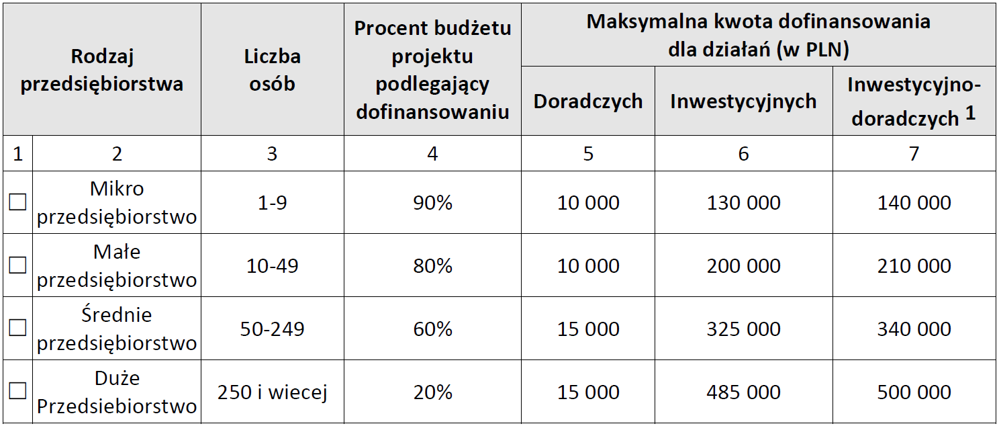 Rodzaj
przedsiębiorstwa
Liczba
osób
Procent budżetu
projektu
podlegający
dofinansowaniu
Maksymalna kwota dofinansowania
dla działań (w PLN)
Doradczych
Inwestycyjnych
Inwestycyjno-
doradczych 1
1 2 3 4 5 6 7
Mikro
przedsiębiorstwo
1-9 90% 10 000 130 000 140 000
Małe
przedsiębiorstwo
10-49 80% 10 000 200 000 210 000
Średnie
przedsiębiorstwo
50-249 60% 15 000 325 000 340 000
Duże
Przedsiebiorstwo
250 i wiecej 20% 15 000 485 000 500 000